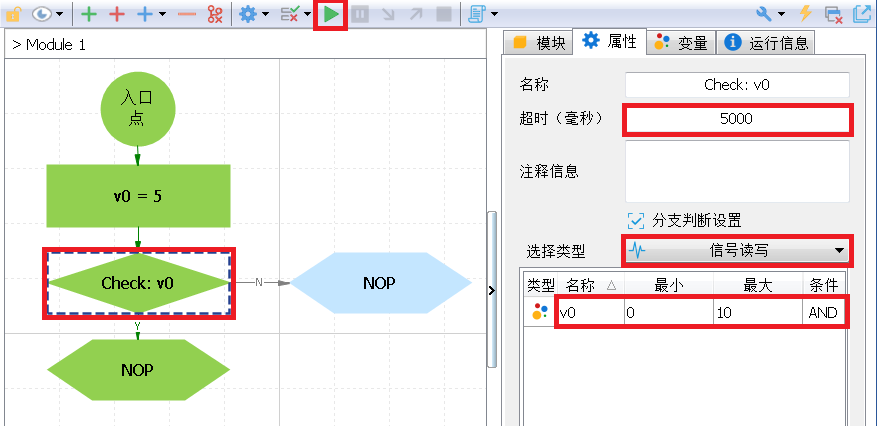 > Module 1
入口
点
v0 = 5
Check: v0
N
NOP
Y
NOP
模块
属性
变量
运行信息
名称
Check: v0
超时（毫秒）
5000
注释信息
分支判断设置
选择类型
信号读写
类型 名称 最小 最大 条件
v0 0 10 AND